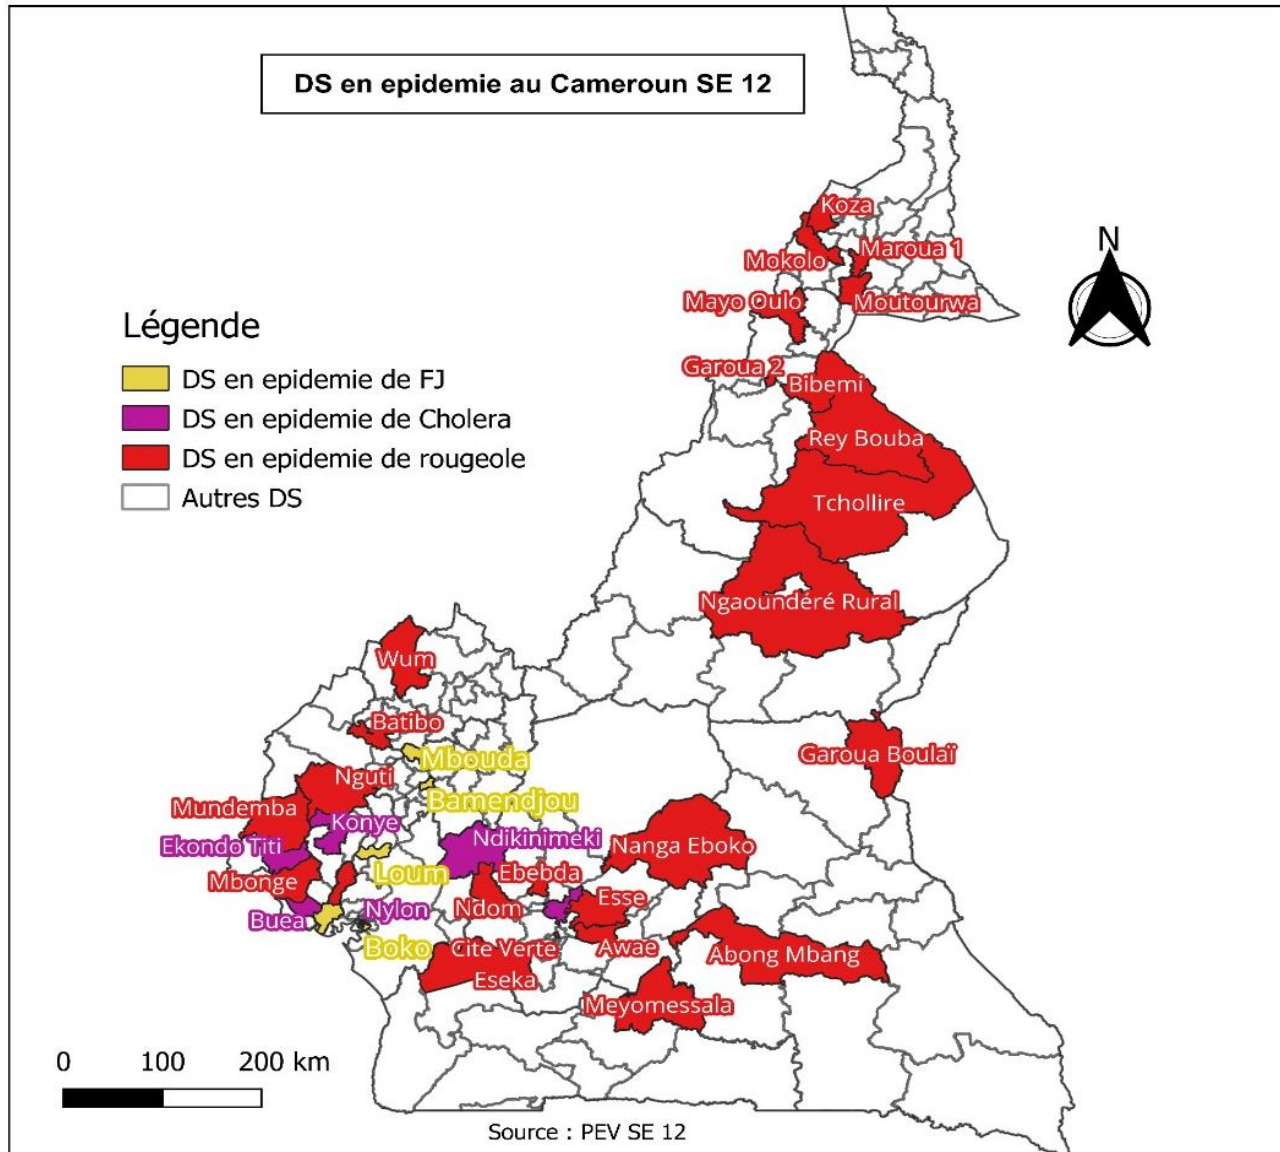 DS en epidemie au Cameroun SE 12
Koza
N
Maroua 1
Mokolo
Mayo Oulo
Moutourwa
Légende
Garoua 2
DS en epidemie de FJ
Bibemi
DS en epidemie de Cholera
Rey Bouba
DS en epidemie de rougeole
Autres DS
Tchollire
Ngaoundéré Rural
Wum
Batibo
Garoua Boulaï
Mbouda
Nguti
Bamendjou
Mundemba
Konye
Ndikinimeki
Ekondo Titi
Nanga Eboko
Loum
Ebebda
Mbonge
Esse
Ndom
Nylon
Buea
Boko
Cite Verte
Awae
Abong Mbang
Eseka
Meyomessala
0 100 200 km
Source : PEV SE 12